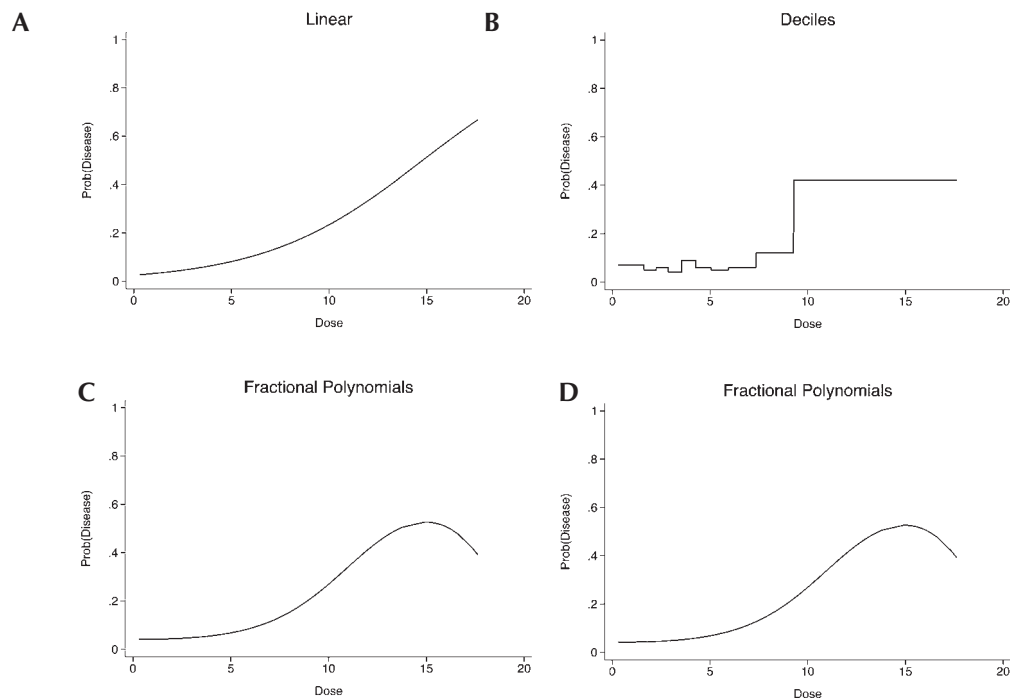 A
Linear
Prob(Disease)
1
.8
.6
.4
.2
0
0 5 10 15 20
Dose
B
Deciles
Prob(Disease)
1
.8
.6
.4
.2
0
0 5 10 15 20
Dose
C
Fractional Polynomials
Prob(Disease)
1
.8
.6
.4
.2
0
0 5 10 15 20
Dose
D
Fractional Polynomials
Prob(Disease)
1
.8
.6
.4
.2
0
0 5 10 15 20
Dose